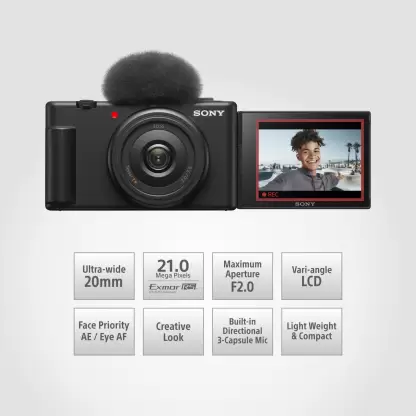 SONY
REC
SONY
Ultra-wide
20mm
21.0
Mega Pixels
Exmor RS
Maximum
Aperture
F2.0
Vari-angle
LCD
Face Priority
AE / Eye AF
Creative
Look
Built-in
Directional
3-Capsule Mic
Light Weight
& Compact